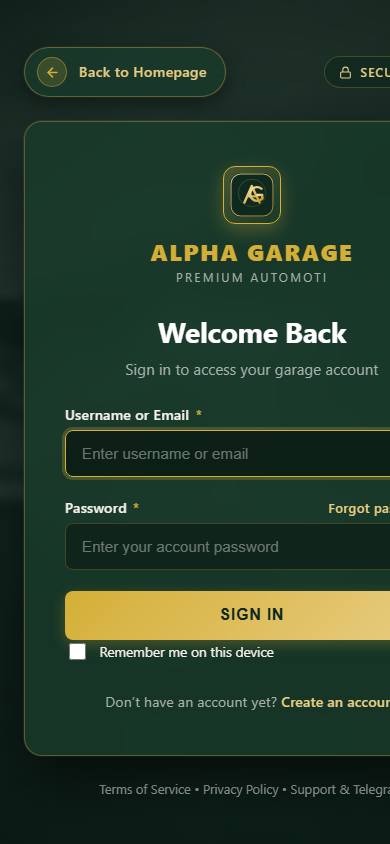 Back to Homepage
SECU
AG
ALPHA GARAGE
PREMIUM AUTOMOTI
Welcome Back
Sign in to access your garage account
Username or Email *
Enter username or email
Password *
Forgot pas
Enter your account password
SIGN IN
Remember me on this device
Don't have an account yet? Create an accoun
Terms of Service • Privacy Policy • Support & Telegra